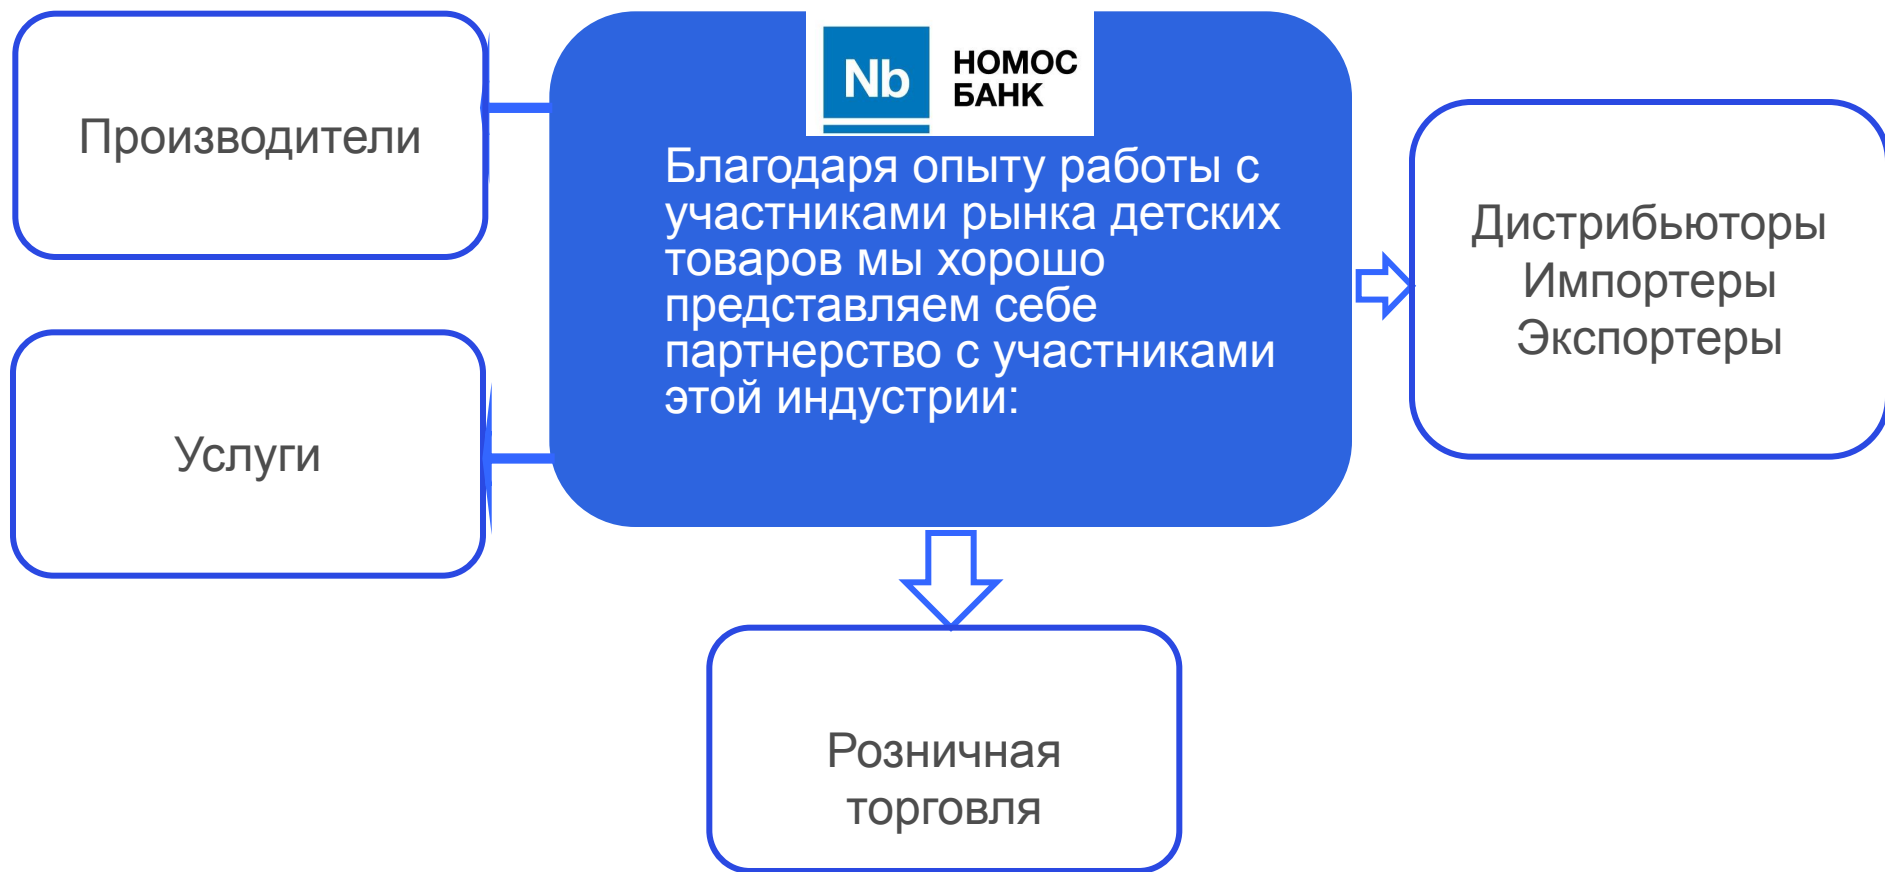 Производители
Услуги
Nb
НОМОС
БАНК
Благодаря опыту работы с
участниками рынка детских
товаров мы хорошо
представляем себе
партнерство с участниками
этой индустрии:
Дистрибьюторы
Импортеры
Экспортеры
Розничная
торговля